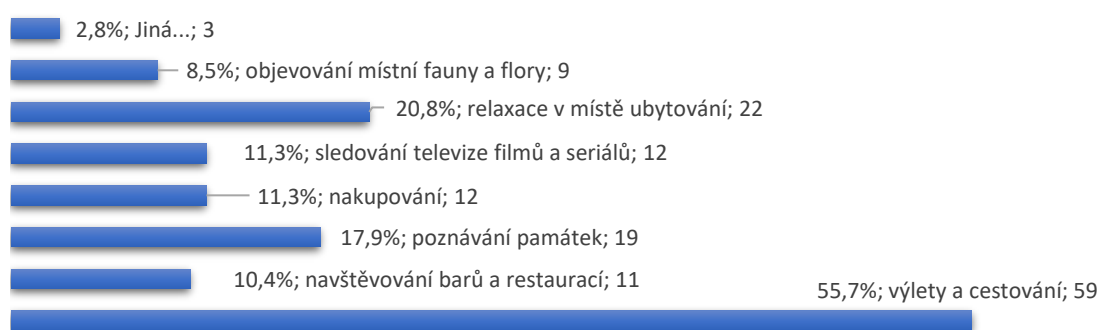 2,8%; Jiná...; 3
8,5%; objevování místní fauny a flory; 9
20,8%; relaxace v místě ubytování; 22
11,3%; sledování televize filmů a seriálů; 12
11,3%; nakupování; 12
17,9%; poznávání památek; 19
10,4%; navštěvování barů a restaurací; 11
55,7%; výlety a cestování; 59